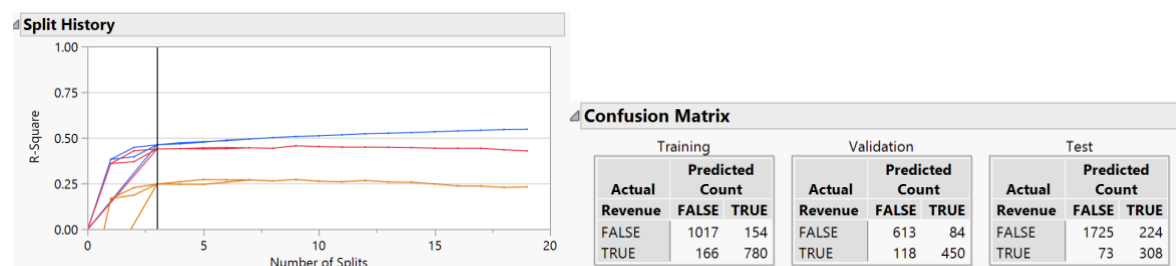 Split History
1.00
0.75
0.50
0.25
0.00
R-Square
0 5 10 15 20
Number of Splits
Confusion Matrix
Training
Predicted
Actual Count
Revenue FALSE TRUE
FALSE 1017 154
TRUE 166 780
Validation
Predicted
Actual Count
Revenue FALSE TRUE
FALSE 613 84
TRUE 118 450
Test
Predicted
Actual Count
Revenue FALSE TRUE
FALSE 1725 224
TRUE 73 308